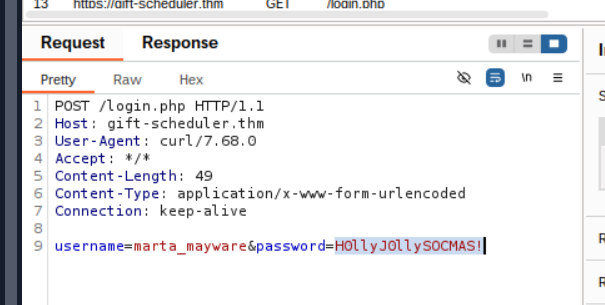 13 https://gift-scheduler.thm GET /login.php
Request Response
Pretty Raw Hex \n
1 POST /login.php HTTP/1.1
2 Host: gift-scheduler.thm
3 User-Agent: curl/7.68.0
4 Accept: */*
5 Content-Length: 49
6 Content-Type: application/x-www-form-urlencoded
7 Connection: keep-alive
8
9 username=marta_mayware&password=H0llyJ0llySOCMAS!